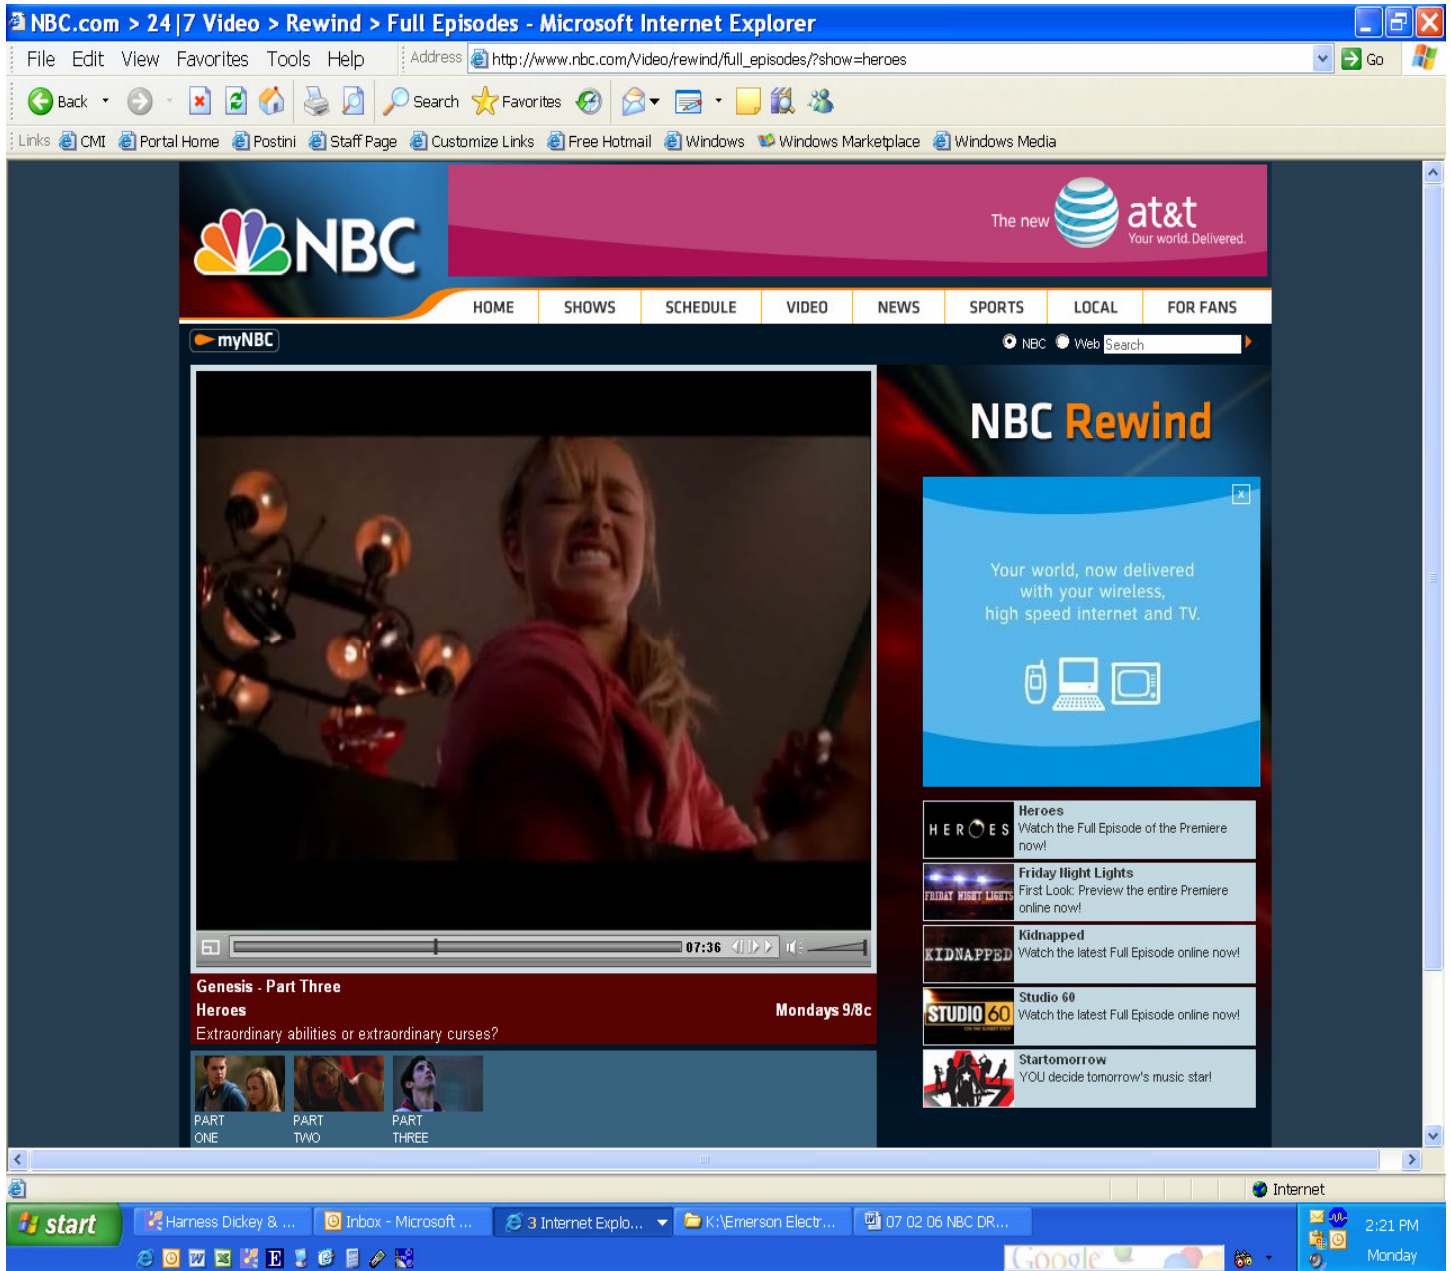 NBC.com > 24|7 Video > Rewind > Full Episodes - Microsoft Internet Explorer
File Edit View Favorites Tools Help Address http://www.nbc.com/Video/rewind/full_episodes/?show=heroes Go
Back Search Favorites
Links CMI Portal Home Postini Staff Page Customize Links Free Hotmail Windows Windows Marketplace Windows Media
NBC
The new at&t
Your world. Delivered.
HOME SHOWS SCHEDULE VIDEO NEWS SPORTS LOCAL FOR FANS
myNBC NBC Web Search
NBC Rewind
x
Your world, now delivered
with your wireless,
high speed internet and TV.
07:36
Genesis - Part Three
Heroes Mondays 9/8c
Extraordinary abilities or extraordinary curses?
PART
ONE
PART
TWO
PART
THREE
HEROES
Heroes
Watch the Full Episode of the Premiere
now!
FRIDAY NIGHT LIGHTS
Friday Night Lights
First Look: Preview the entire Premiere
online now!
KIDNAPPED
Kidnapped
Watch the latest Full Episode online now!
STUDIO 60
ON THE SUNSET STRIP
Studio 60
Watch the latest Full Episode online now!
Startomorrow
YOU decide tomorrow's music star!
Internet
start Harness Dickey & ... Inbox - Microsoft ... 3 Internet Explo... K:\Emerson Electr... 07 02 06 NBC DR... 2:21 PM
Google Monday